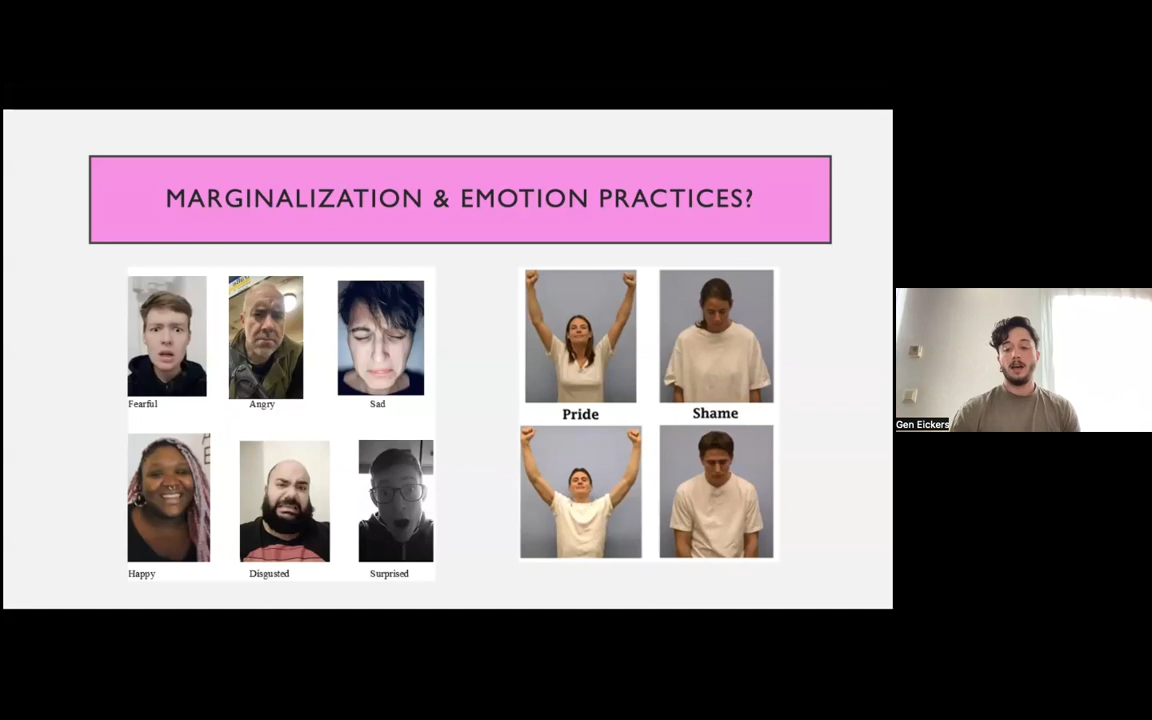 MARGINALIZATION & EMOTION PRACTICES?
Fearful
Angry
Sad
Happy
Disgusted
Surprised
Pride
Shame
Gen Eickers